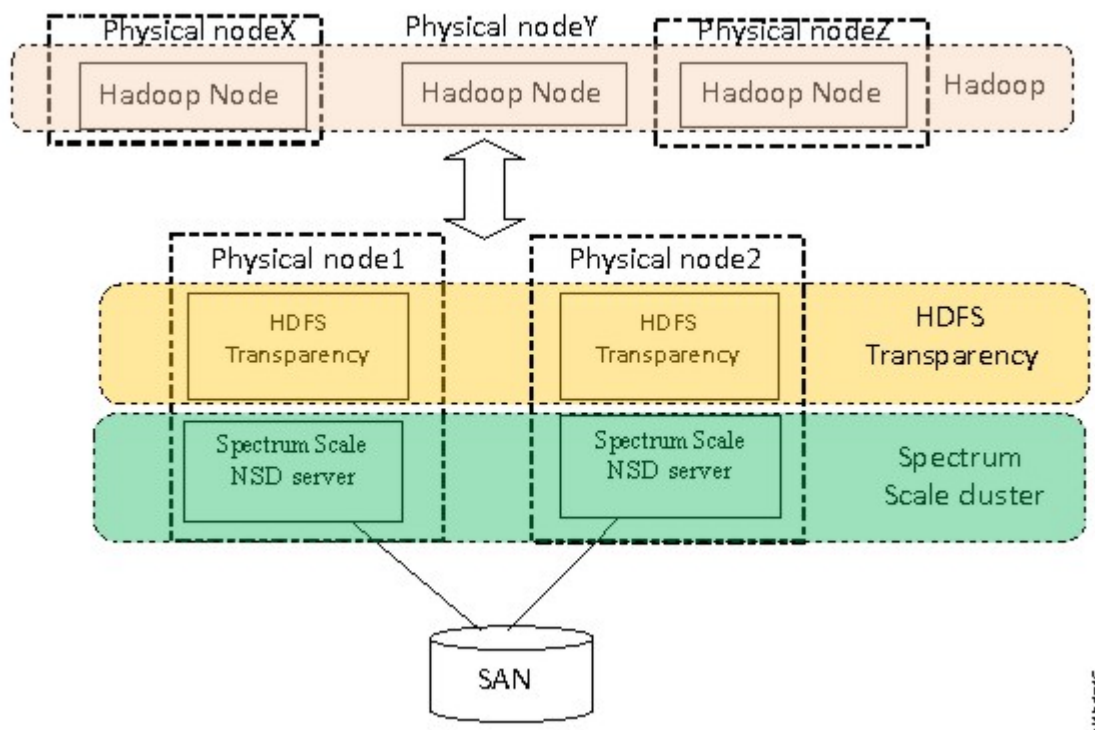 Physical nodeX
Physical nodeY
Physical nodeZ
Hadoop Node
Hadoop Node
Hadoop Node
Hadoop
Physical node1
Physical node2
HDFS
Transparency
HDFS
Transparency
HDFS
Transparency
Spectrum Scale
NSD server
Spectrum Scale
NSD server
Spectrum
Scale cluster
SAN